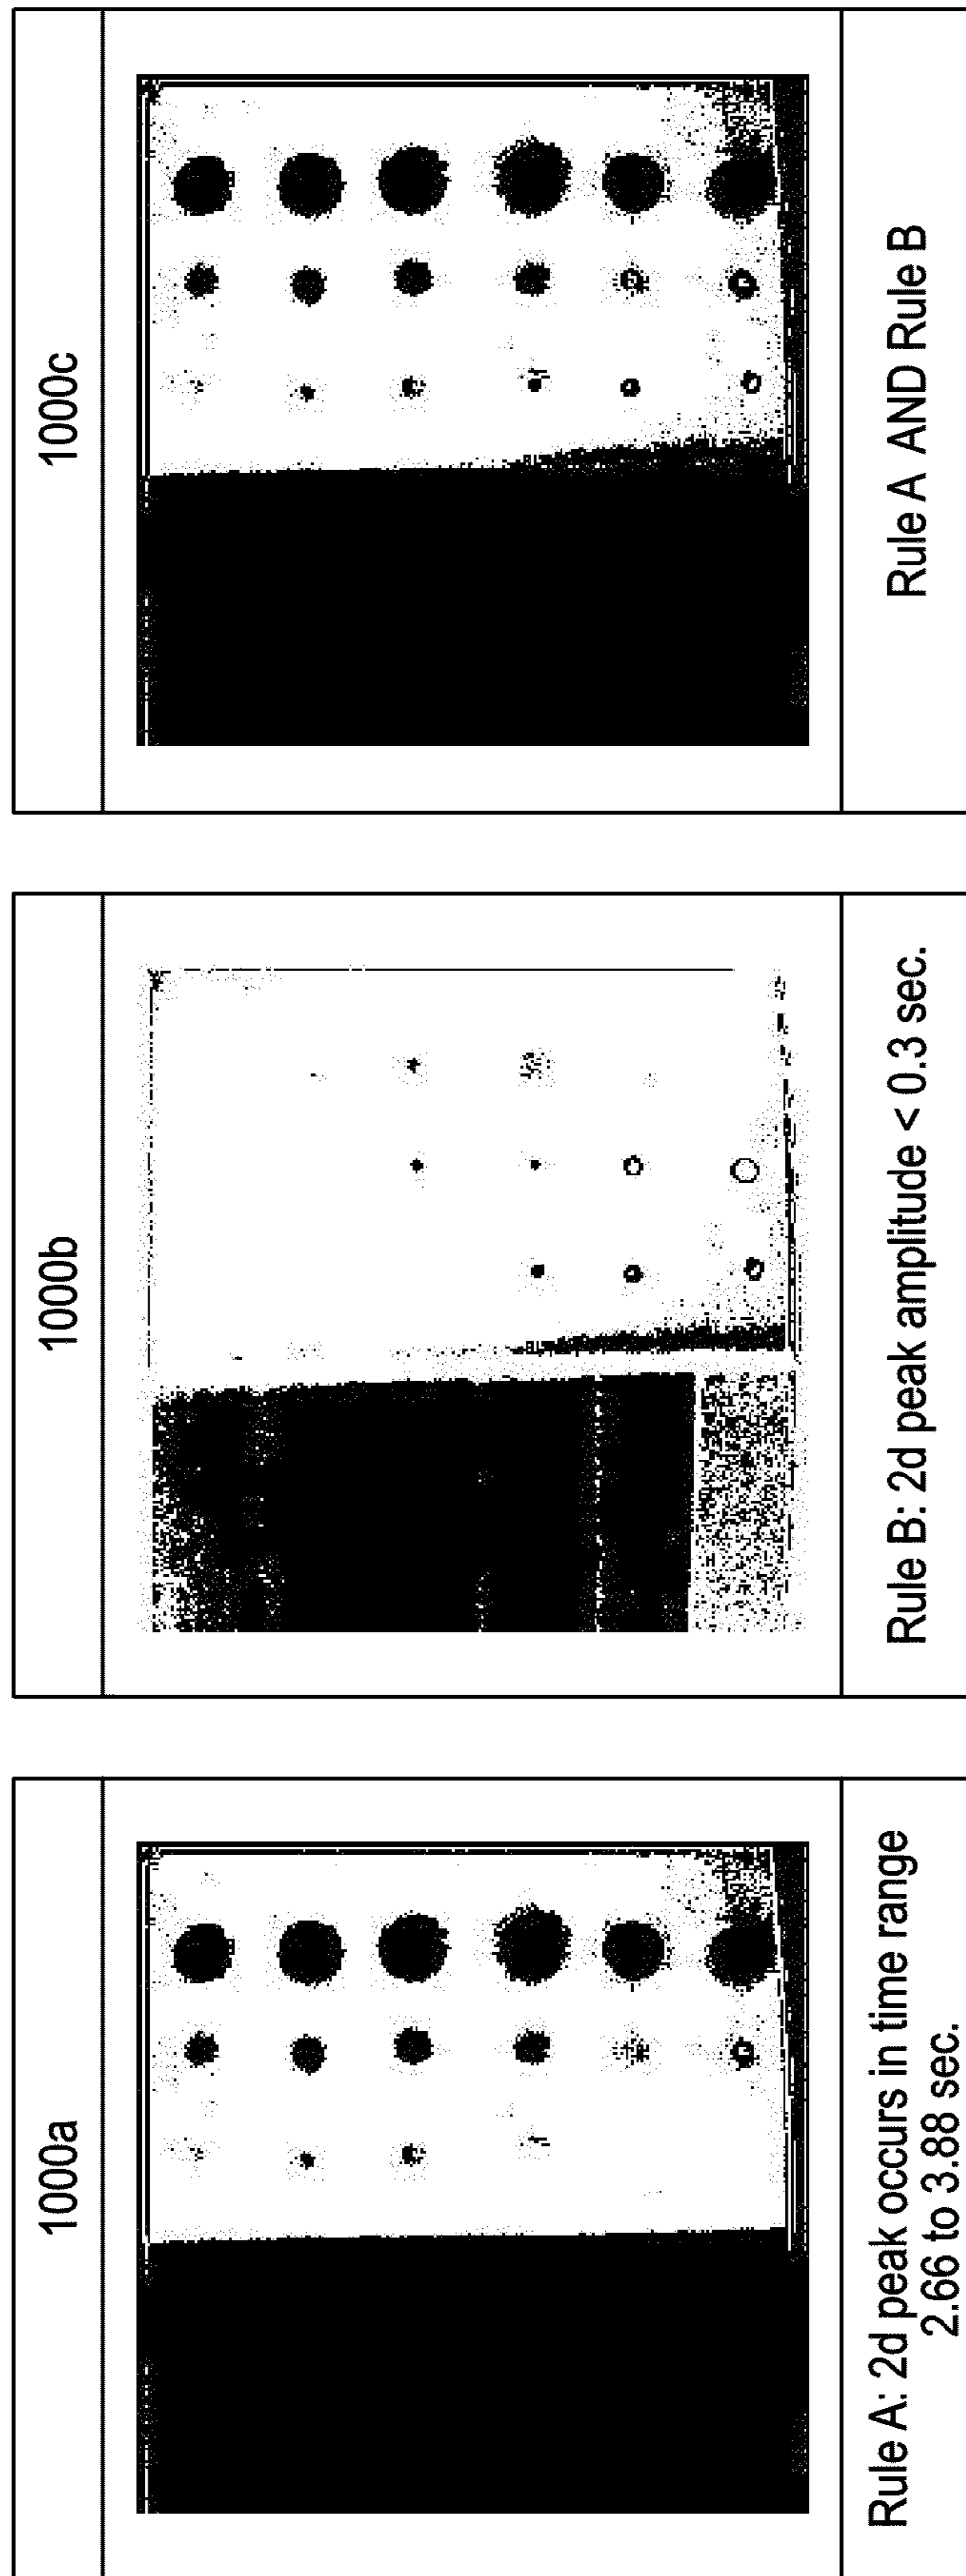 1000a
Rule A: 2d peak occurs in time range
2.66 to 3.88 sec.
1000b
Rule B: 2d peak amplitude < 0.3 sec.
1000c
Rule A AND Rule B